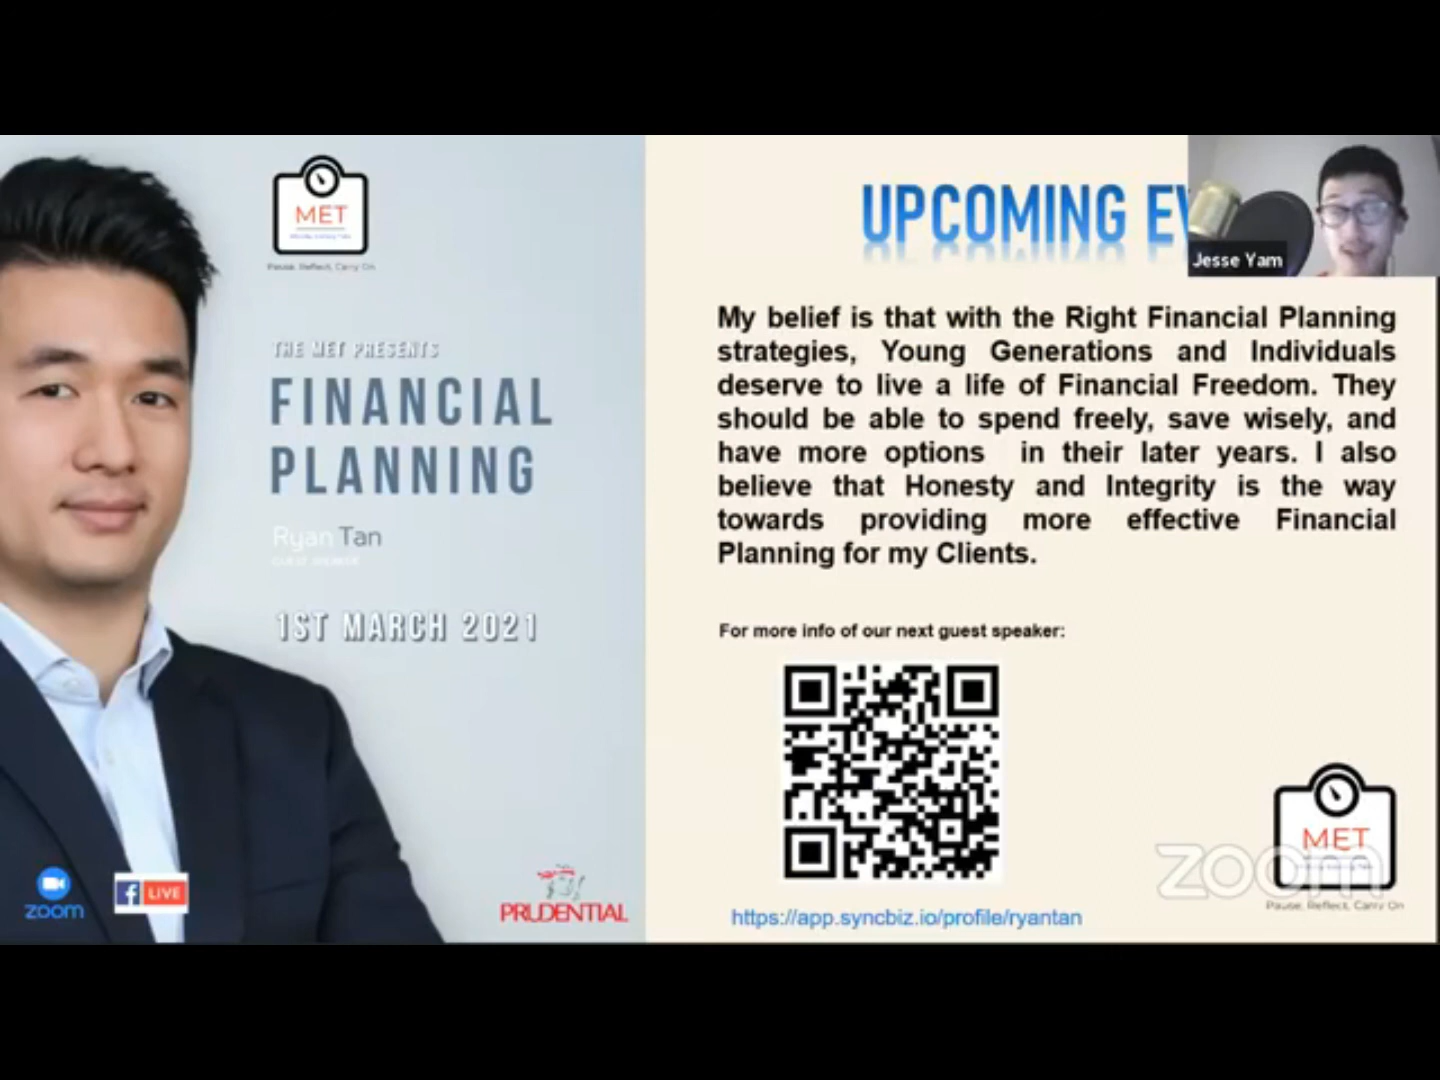 MET
Pause, Reflect, Carry On
THE MET PRESENTS
FINANCIAL
PLANNING
Ryan Tan
1ST MARCH 2021
zoom
f LIVE
PRUDENTIAL
UPCOMING EV
Jesse Yam
My belief is that with the Right Financial Planning
strategies, Young Generations and Individuals
deserve to live a life of Financial Freedom. They
should be able to spend freely, save wisely, and
have more options in their later years. I also
believe that Honesty and Integrity is the way
towards providing more effective Financial
Planning for my Clients.
For more info of our next guest speaker:
https://app.syncbiz.io/profile/ryantan
MET
zoom
Pause, Reflect, Carry On